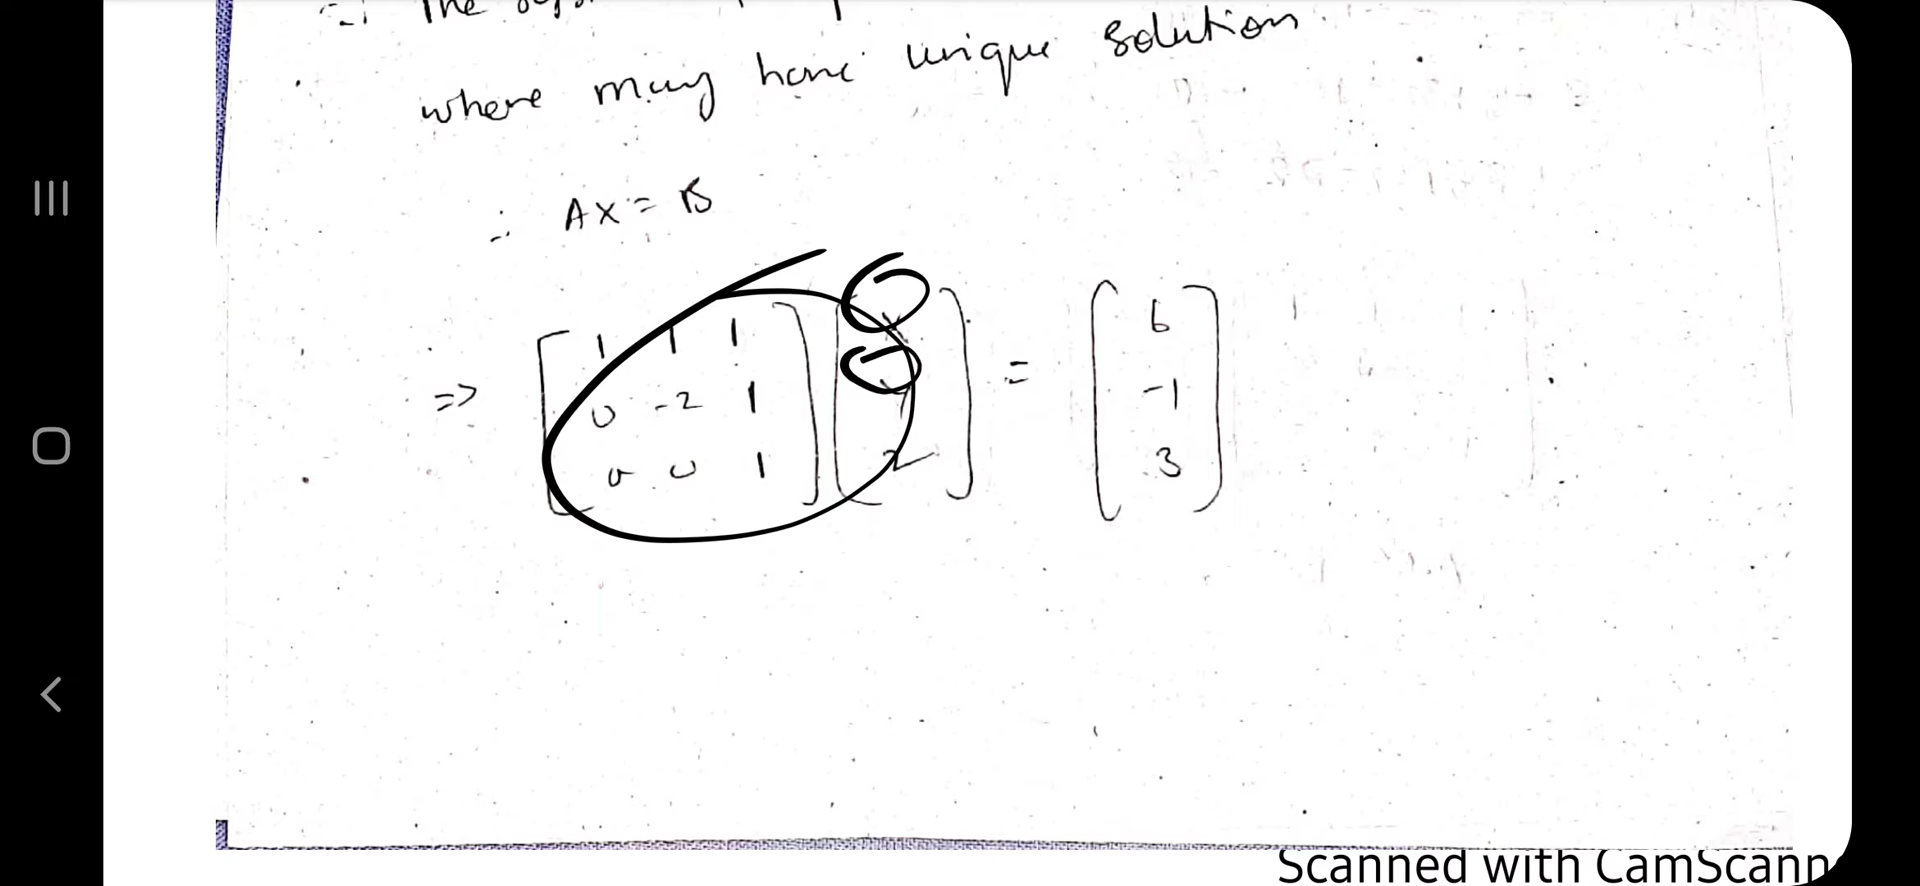 The
where may have unique solution
∴ AX = B
=> [ 1 1 1 ] [ x ] = [ 6 ]
[ 0 -2 1 ] [ y ] [ -1 ]
[ 0 0 1 ] [ z ] [ 3 ]
Scanned with CamScann